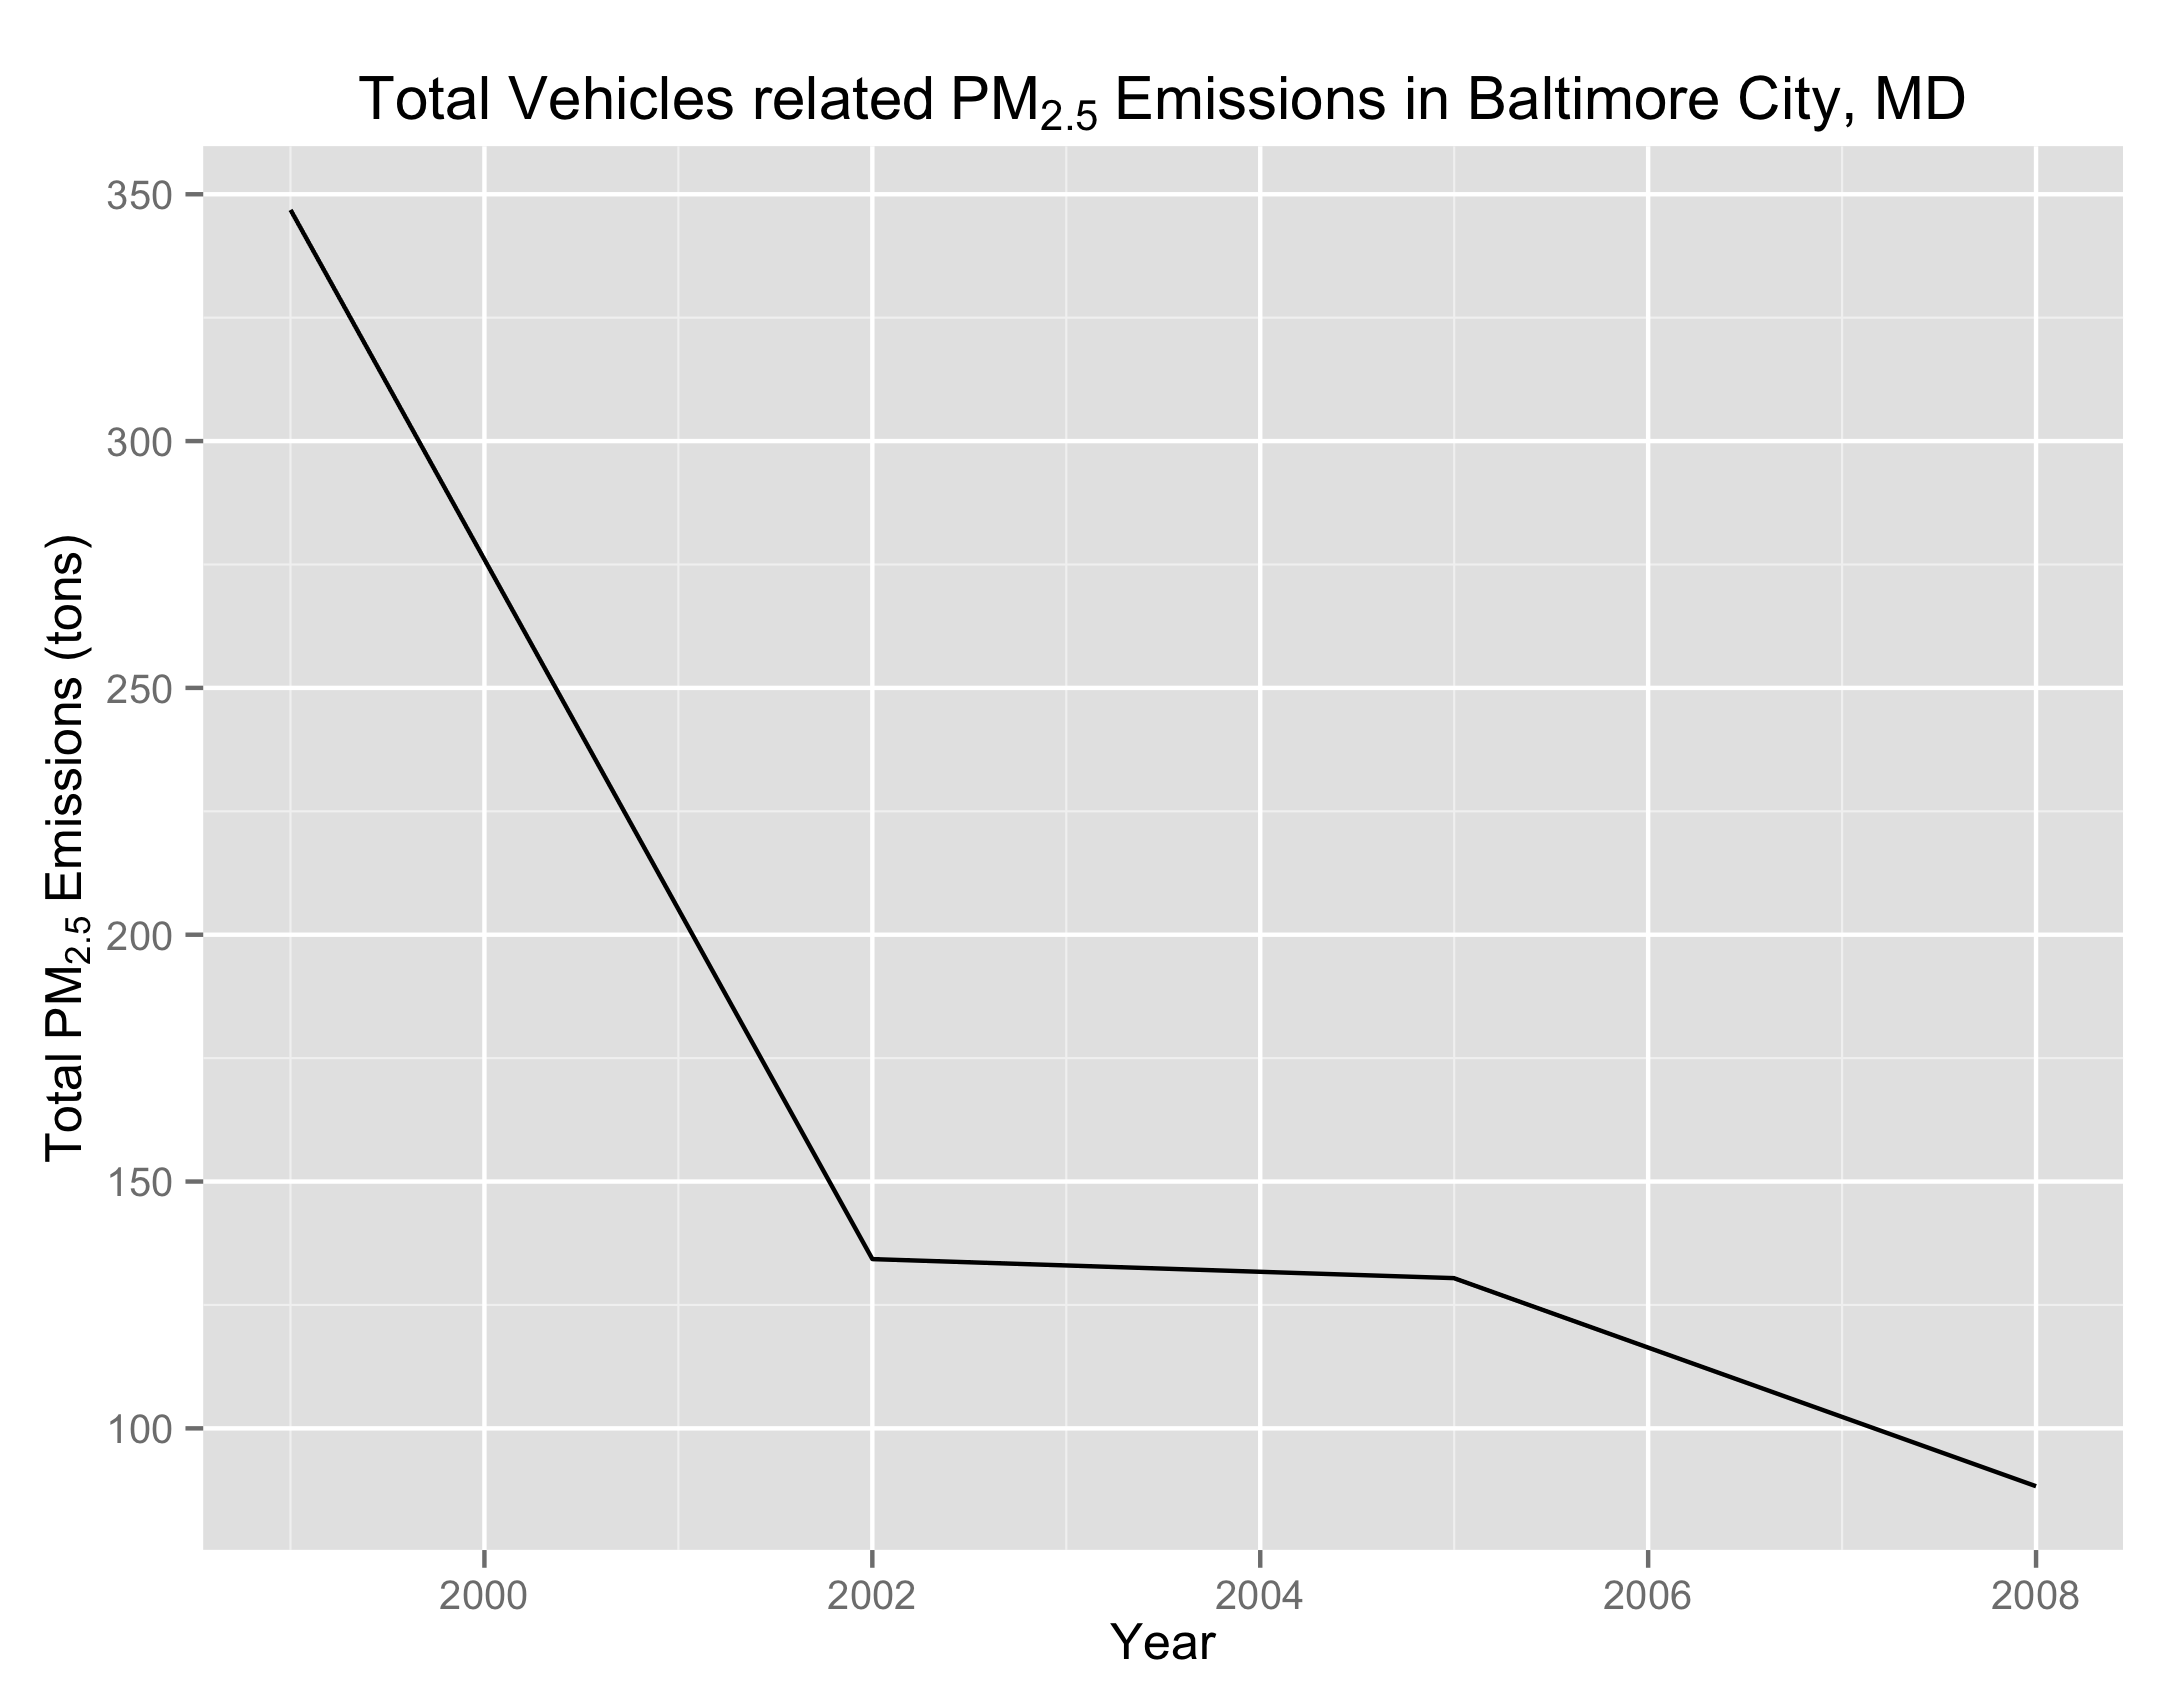 Total Vehicles related PM2.5 Emissions in Baltimore City, MD
Total PM2.5 Emissions (tons)
350
300
250
200
150
100
2000 2002 2004 2006 2008
Year